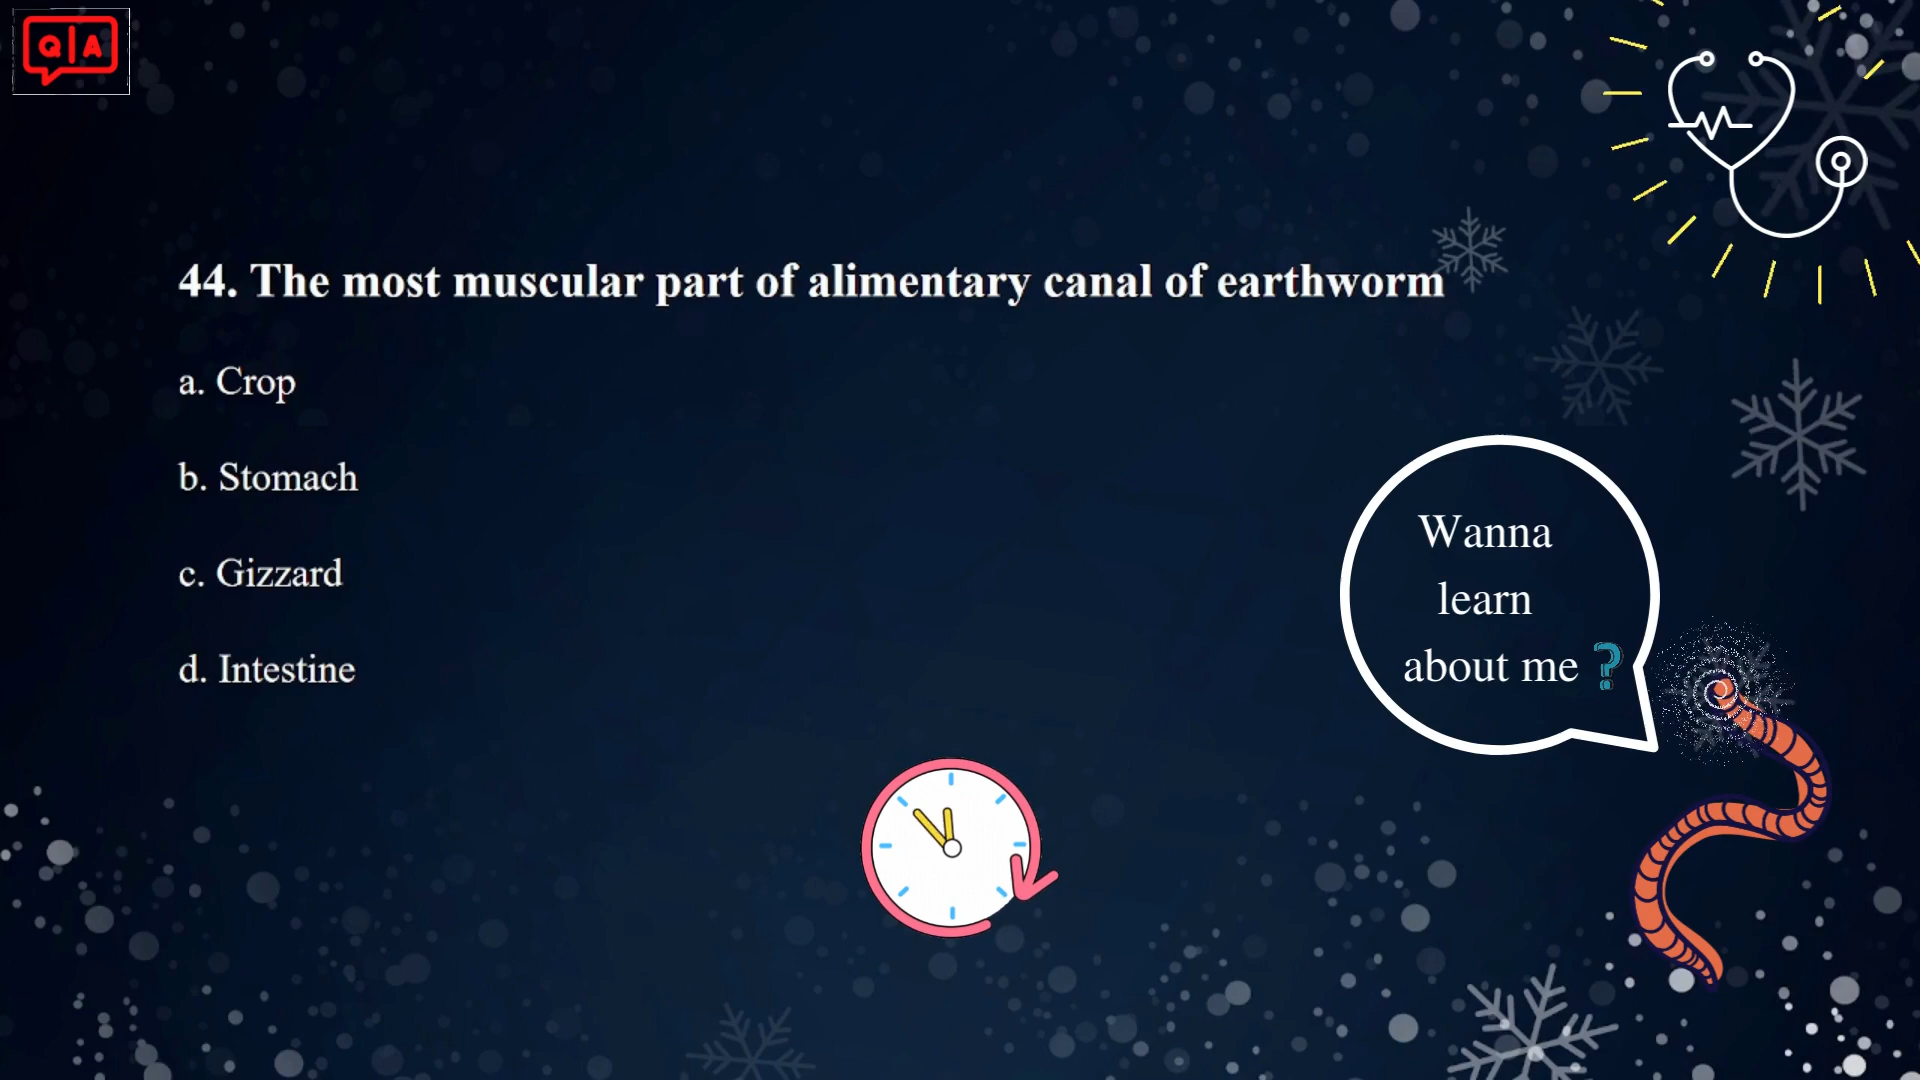 Q|A
44. The most muscular part of alimentary canal of earthworm
a. Crop
b. Stomach
c. Gizzard
d. Intestine
Wanna
learn
about me ?